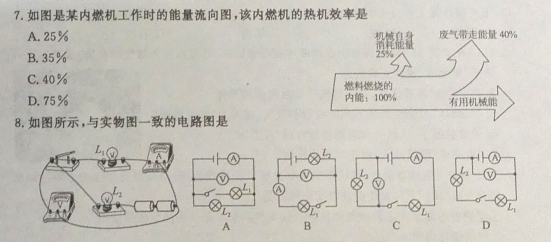 7. 如图是某内燃机工作时的能量流向图,该内燃机的热机效率是
A. 25%
B. 35%
C. 40%
D. 75%
机械自身
消耗能量
25%
废气带走能量 40%
燃料燃烧的
内能: 100%
有用机械能
8. 如图所示,与实物图一致的电路图是
L₁ A
V L₂
A V L₁ L₂
A
L₂ V A L₁
B
A L₂ V L₁
C
A V L₂ L₁
D